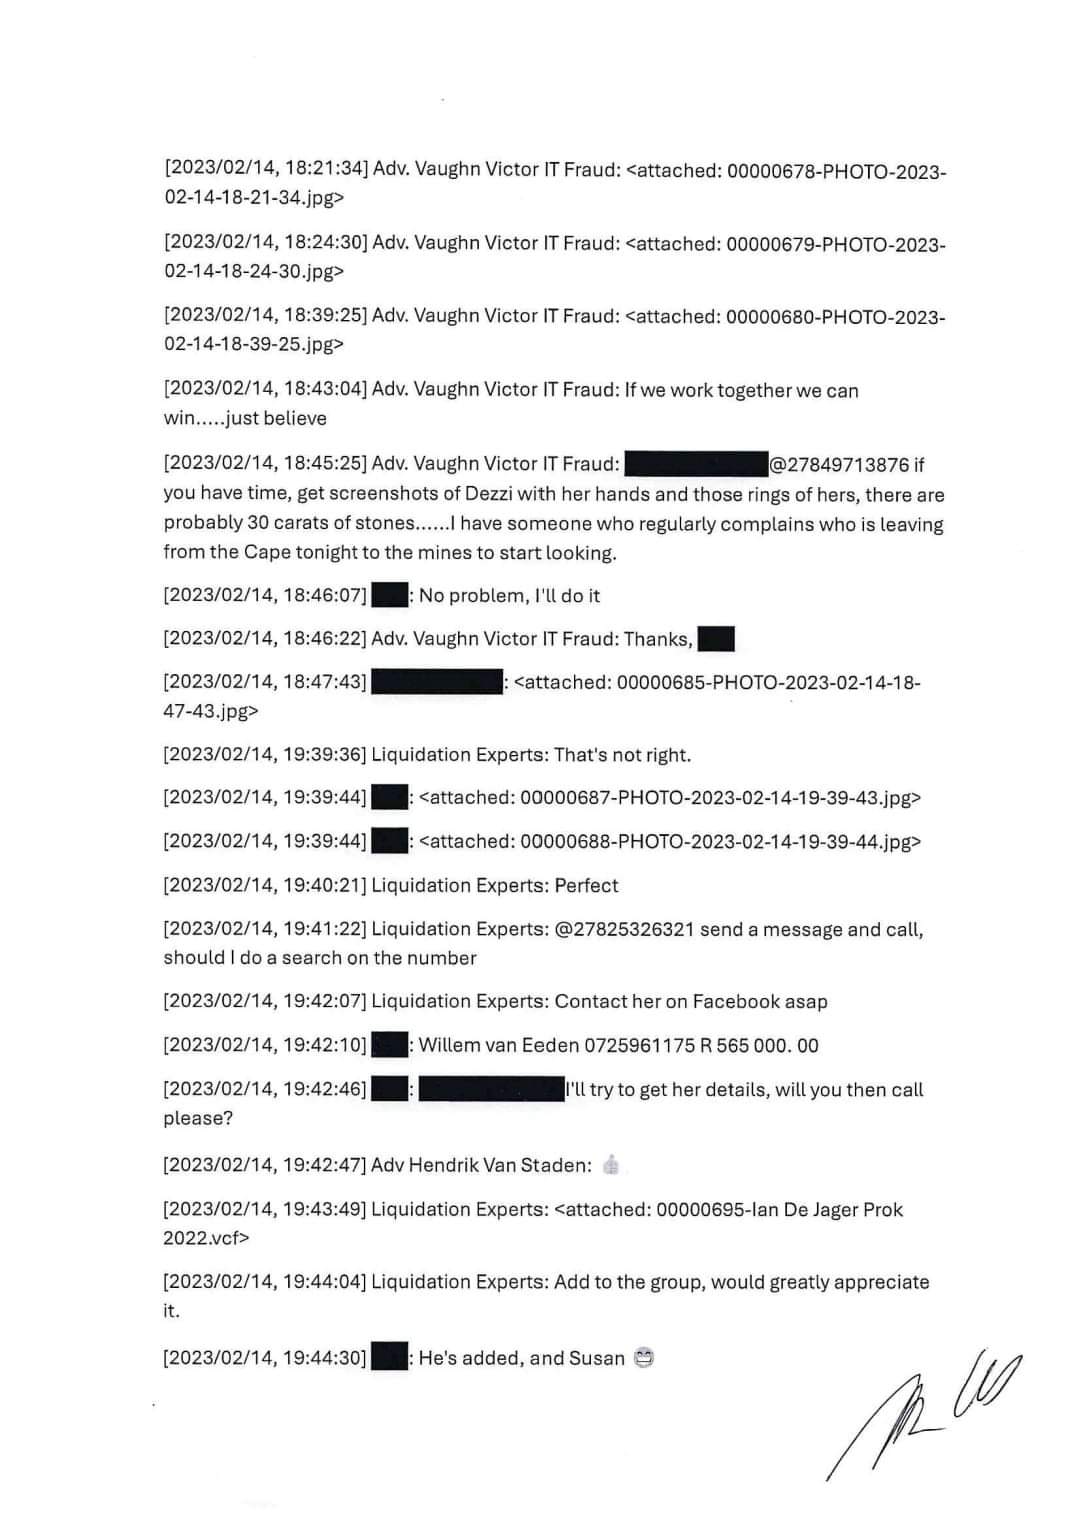 [2023/02/14, 18:21:34] Adv. Vaughn Victor IT Fraud: <attached: 00000678-PHOTO-2023-
02-14-18-21-34.jpg>
[2023/02/14, 18:24:30] Adv. Vaughn Victor IT Fraud: <attached: 00000679-PHOTO-2023-
02-14-18-24-30.jpg>
[2023/02/14, 18:39:25] Adv. Vaughn Victor IT Fraud: <attached: 00000680-PHOTO-2023-
02-14-18-39-25.jpg>
[2023/02/14, 18:43:04] Adv. Vaughn Victor IT Fraud: If we work together we can
win.....just believe
[2023/02/14, 18:45:25] Adv. Vaughn Victor IT Fraud: @27849713876 if
you have time, get screenshots of Dezzi with her hands and those rings of hers, there are
probably 30 carats of stones......I have someone who regularly complains who is leaving
from the Cape tonight to the mines to start looking.
[2023/02/14, 18:46:07] : No problem, I'll do it
[2023/02/14, 18:46:22] Adv. Vaughn Victor IT Fraud: Thanks,
[2023/02/14, 18:47:43] : <attached: 00000685-PHOTO-2023-02-14-18-
47-43.jpg>
[2023/02/14, 19:39:36] Liquidation Experts: That's not right.
[2023/02/14, 19:39:44] : <attached: 00000687-PHOTO-2023-02-14-19-39-43.jpg>
[2023/02/14, 19:39:44] : <attached: 00000688-PHOTO-2023-02-14-19-39-44.jpg>
[2023/02/14, 19:40:21] Liquidation Experts: Perfect
[2023/02/14, 19:41:22] Liquidation Experts: @27825326321 send a message and call,
should I do a search on the number
[2023/02/14, 19:42:07] Liquidation Experts: Contact her on Facebook asap
[2023/02/14, 19:42:10] : Willem van Eeden 0725961175 R 565 000. 00
[2023/02/14, 19:42:46] : I'll try to get her details, will you then call
please?
[2023/02/14, 19:42:47] Adv Hendrik Van Staden: 👍
[2023/02/14, 19:43:49] Liquidation Experts: <attached: 00000695-Ian De Jager Prok
2022.vcf>
[2023/02/14, 19:44:04] Liquidation Experts: Add to the group, would greatly appreciate
it.
[2023/02/14, 19:44:30] : He's added, and Susan 😁